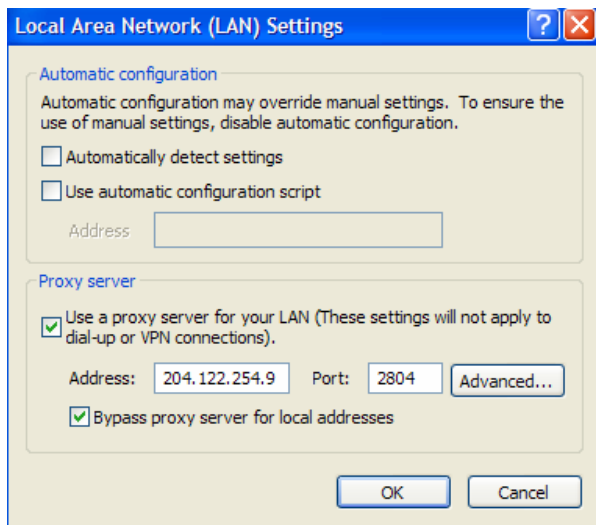 Local Area Network (LAN) Settings
Automatic configuration
Automatic configuration may override manual settings. To ensure the
use of manual settings, disable automatic configuration.
Automatically detect settings
Use automatic configuration script
Address
Proxy server
Use a proxy server for your LAN (These settings will not apply to
dial-up or VPN connections).
Address: 204.122.254.9 Port: 2804 Advanced...
Bypass proxy server for local addresses
OK Cancel